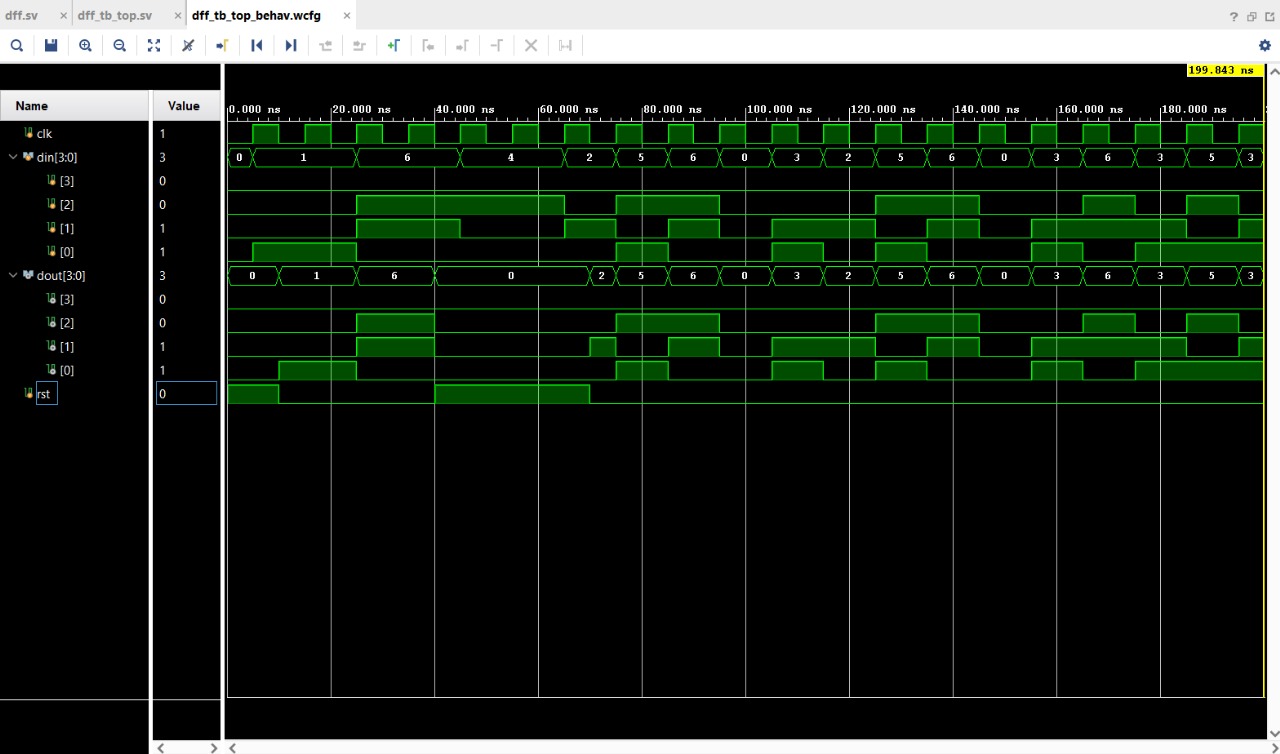 dff.sv × dff_tb_top.sv × dff_tb_top_behav.wcfg ×
?
199.843 ns
Name Value 0.000 ns 20.000 ns 40.000 ns 60.000 ns 80.000 ns 100.000 ns 120.000 ns 140.000 ns 160.000 ns 180.000 ns
clk 1
din[3:0] 3 0 1 6 4 2 5 6 0 3 2 5 6 0 3 6 3 5 3
[3] 0
[2] 0
[1] 1
[0] 1
dout[3:0] 3 0 1 6 0 2 5 6 0 3 2 5 6 0 3 6 3 5 3
[3] 0
[2] 0
[1] 1
[0] 1
rst 0